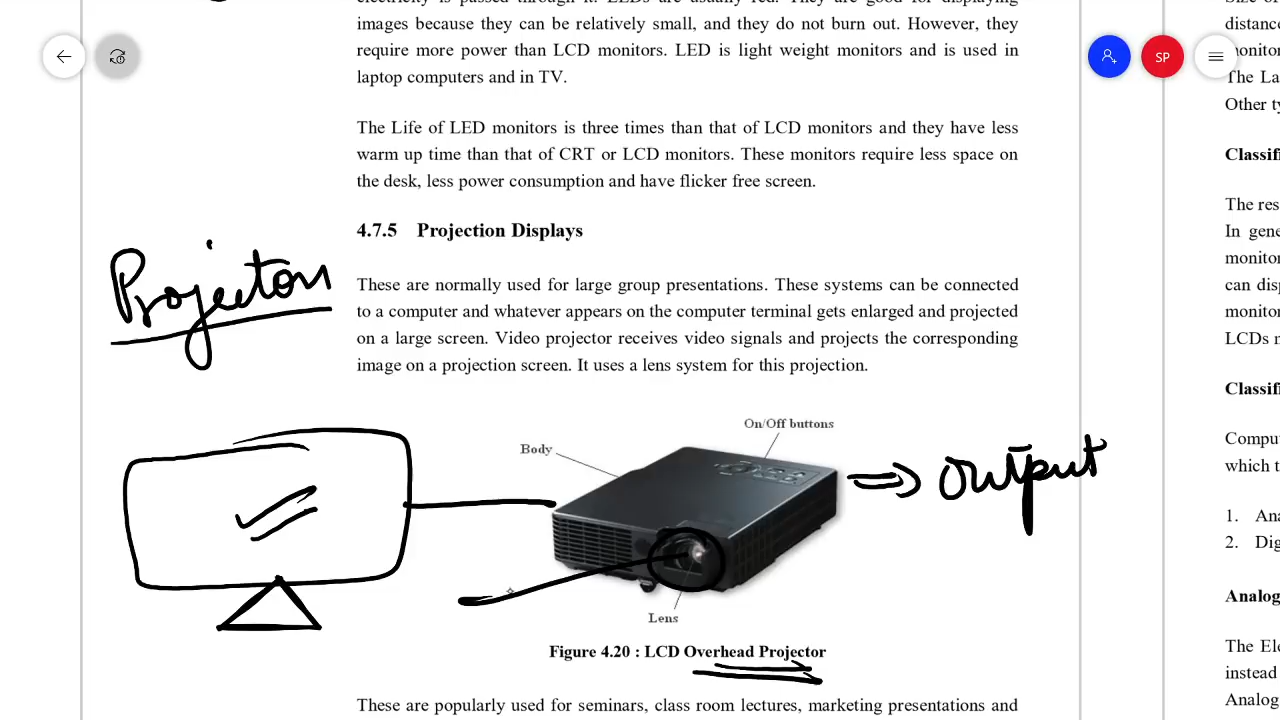 electricity is passed through it. LEDs are usually red. They are good for displaying
images because they can be relatively small, and they do not burn out. However, they
require more power than LCD monitors. LED is light weight monitors and is used in
laptop computers and in TV.
The Life of LED monitors is three times than that of LCD monitors and they have less
warm up time than that of CRT or LCD monitors. These monitors require less space on
the desk, less power consumption and have flicker free screen.
4.7.5 Projection Displays
Projectors
These are normally used for large group presentations. These systems can be connected
to a computer and whatever appears on the computer terminal gets enlarged and projected
on a large screen. Video projector receives video signals and projects the corresponding
image on a projection screen. It uses a lens system for this projection.
On/Off buttons
Body
⇒ Output
Lens
Figure 4.20 : LCD Overhead Projector
These are popularly used for seminars, class room lectures, marketing presentations and
SP
Size of
distance
monitor
The La
Other ty
Classifi
The res
In gene
monitor
can disp
monitor
LCDs m
Classifi
Compu
which t
1. Ana
2. Dig
Analog
The Ele
instead
Analog